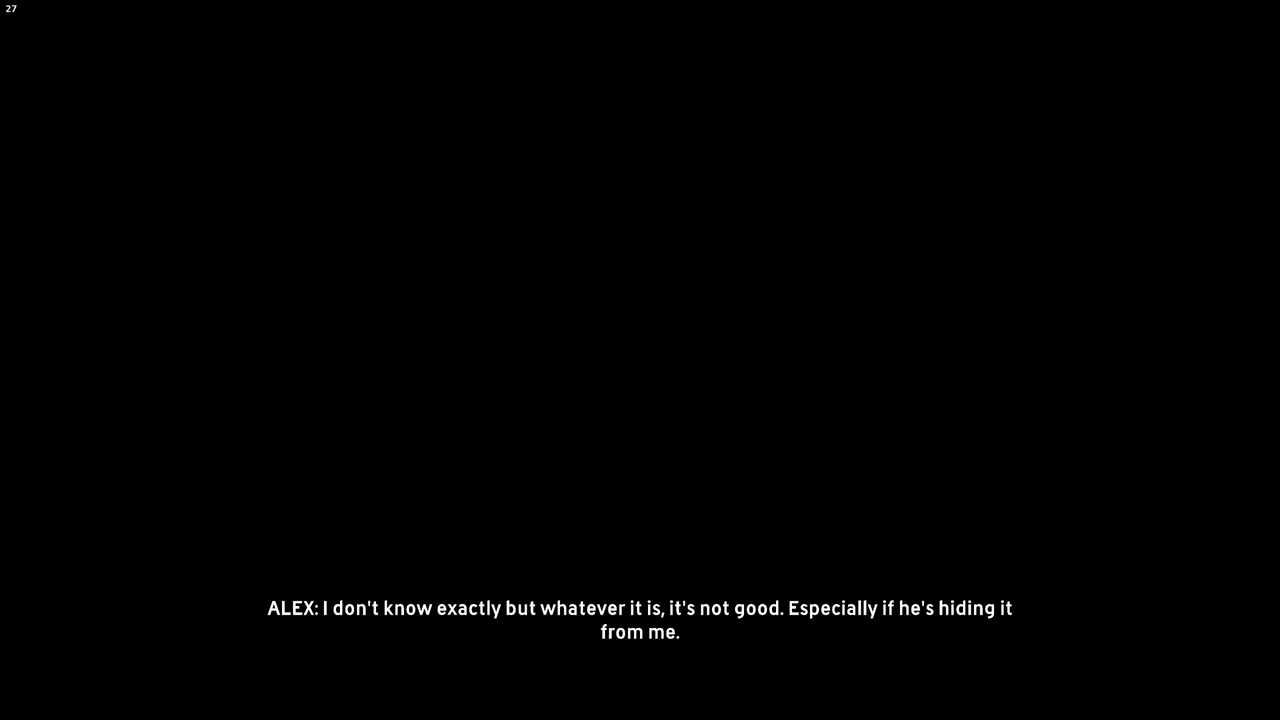 27
ALEX: I don't know exactly but whatever it is, it's not good. Especially if he's hiding it
from me.